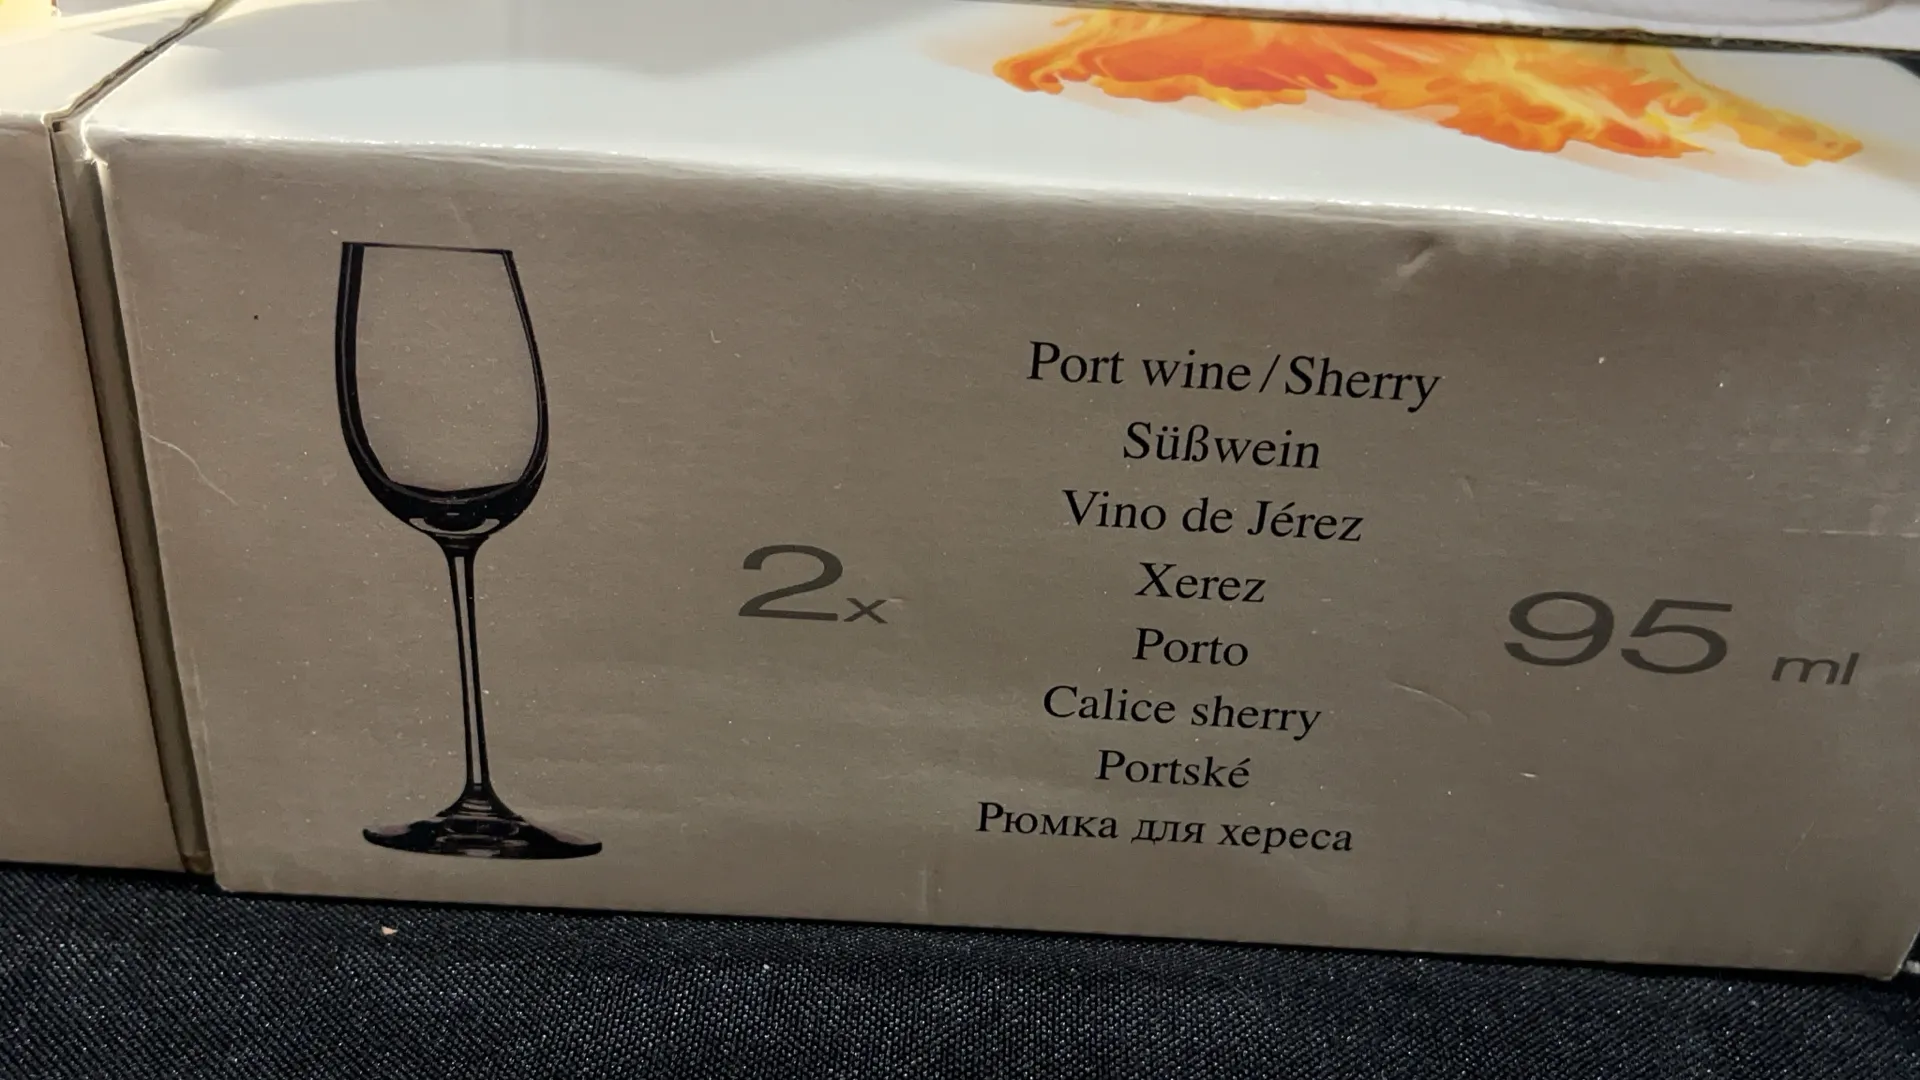 Port wine / Sherry
Süßwein
Vino de Jérez
Xerez
Porto
Calice sherry
Portské
Рюмка для хереса
2x
95 ml